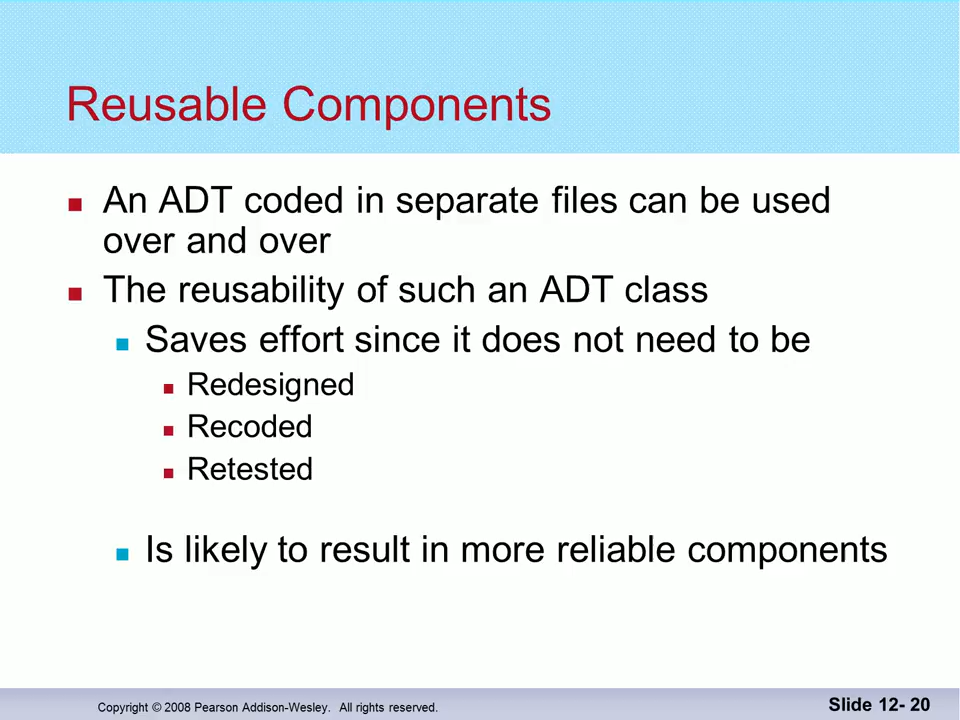 Reusable Components
An ADT coded in separate files can be used
over and over
The reusability of such an ADT class
Saves effort since it does not need to be
Redesigned
Recoded
Retested
Is likely to result in more reliable components
Copyright © 2008 Pearson Addison-Wesley. All rights reserved.
Slide 12- 20